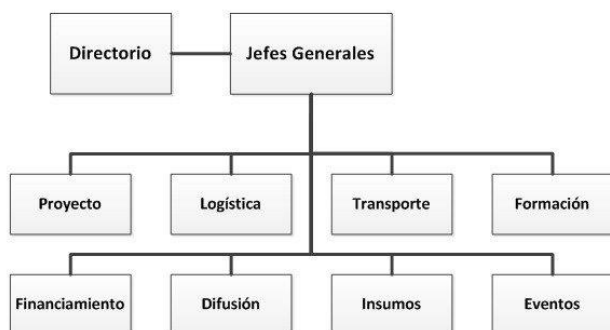 Directorio
Jefes Generales
Proyecto
Logística
Transporte
Formación
Financiamiento
Difusión
Insumos
Eventos